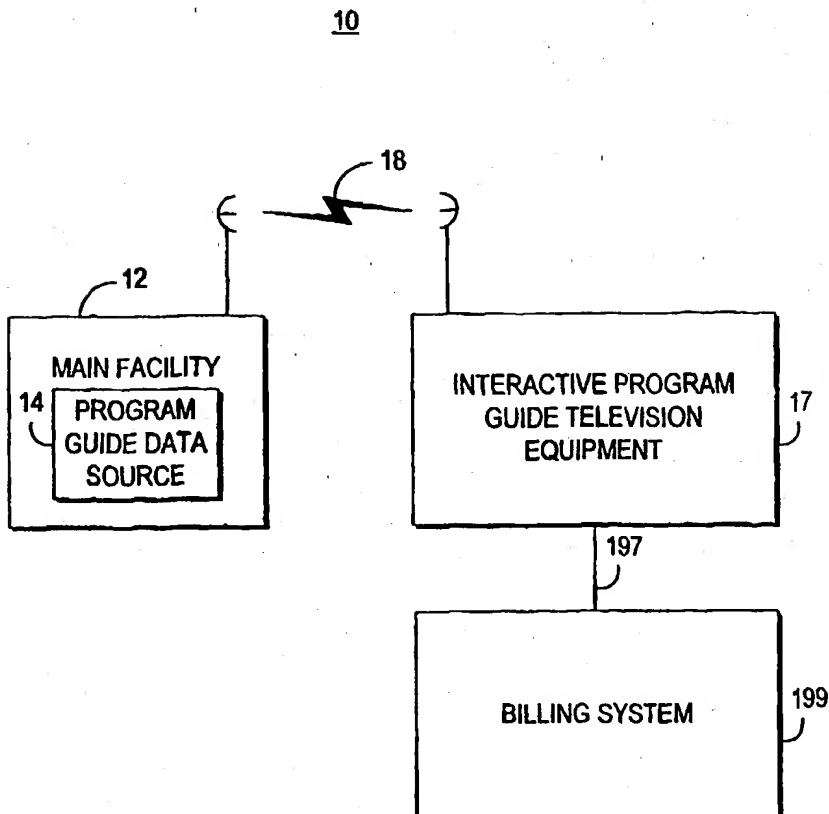 10
18
12
MAIN FACILITY
14
PROGRAM
GUIDE DATA
SOURCE
INTERACTIVE PROGRAM
GUIDE TELEVISION
EQUIPMENT
17
197
BILLING SYSTEM
199